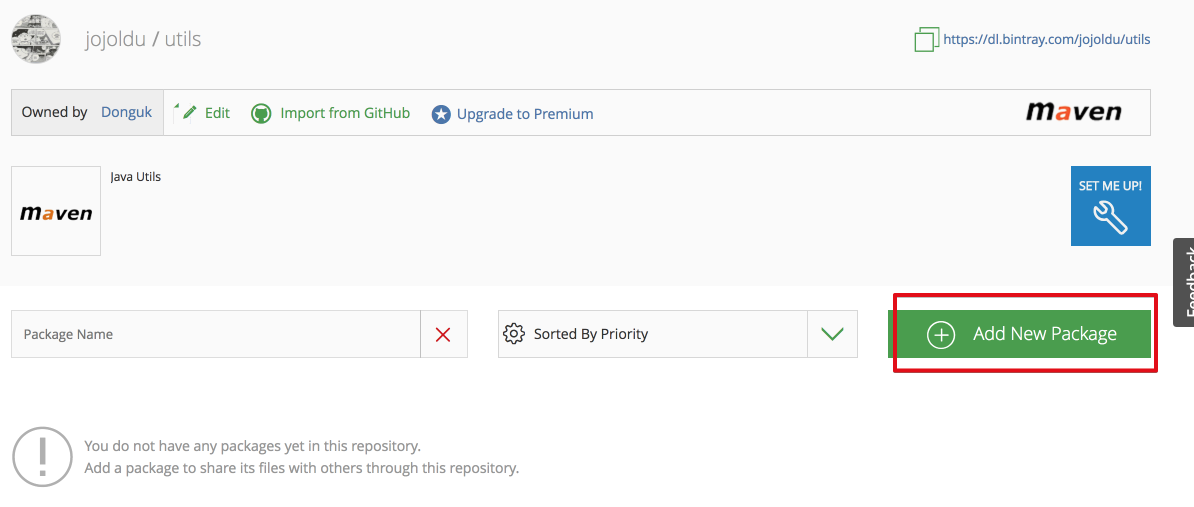 jojoldu / utils
https://dl.bintray.com/jojoldu/utils
Owned by Donguk Edit Import from GitHub Upgrade to Premium maven
Java Utils
maven
SET ME UP!
Feedback
Package Name
Sorted By Priority
Add New Package
You do not have any packages yet in this repository.
Add a package to share its files with others through this repository.